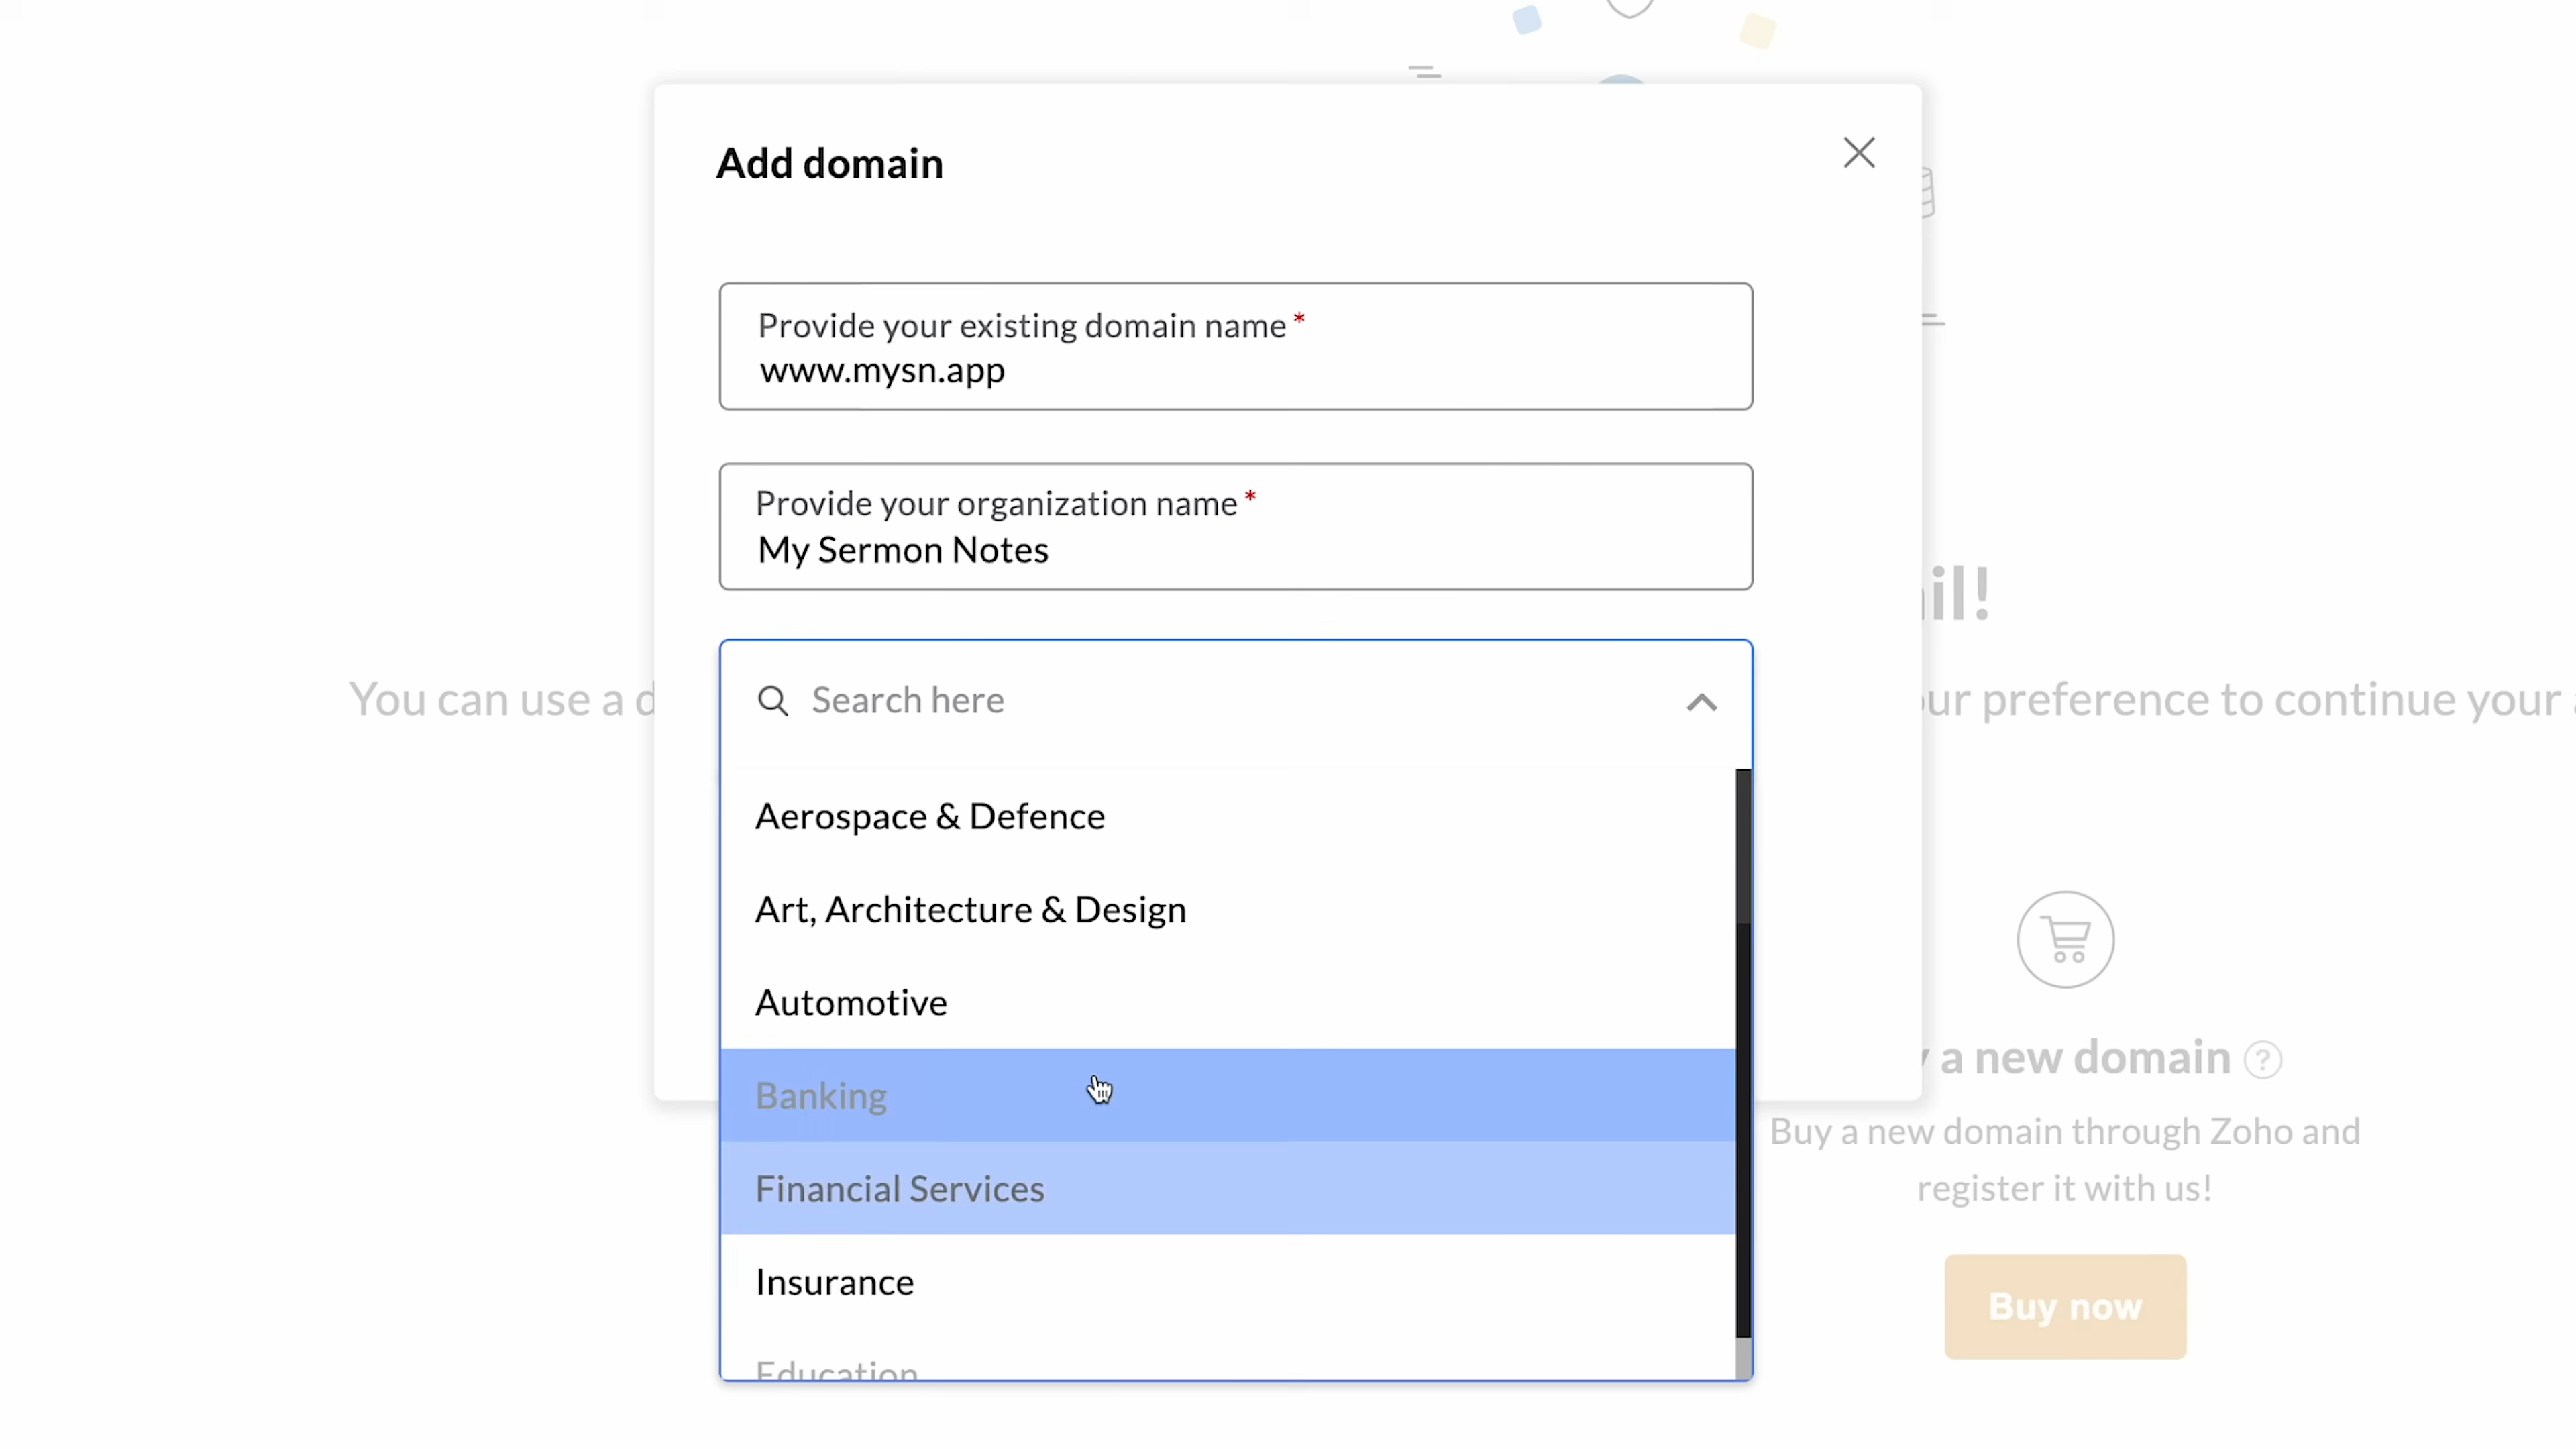 Add domain
Provide your existing domain name *
www.mysn.app
Provide your organization name *
My Sermon Notes
Search here
Aerospace & Defence
Art, Architecture & Design
Automotive
Banking
Financial Services
Insurance
Education
You can use a
preference to continue your
a new domain ?
Buy a new domain through Zoho and
register it with us!
Buy now